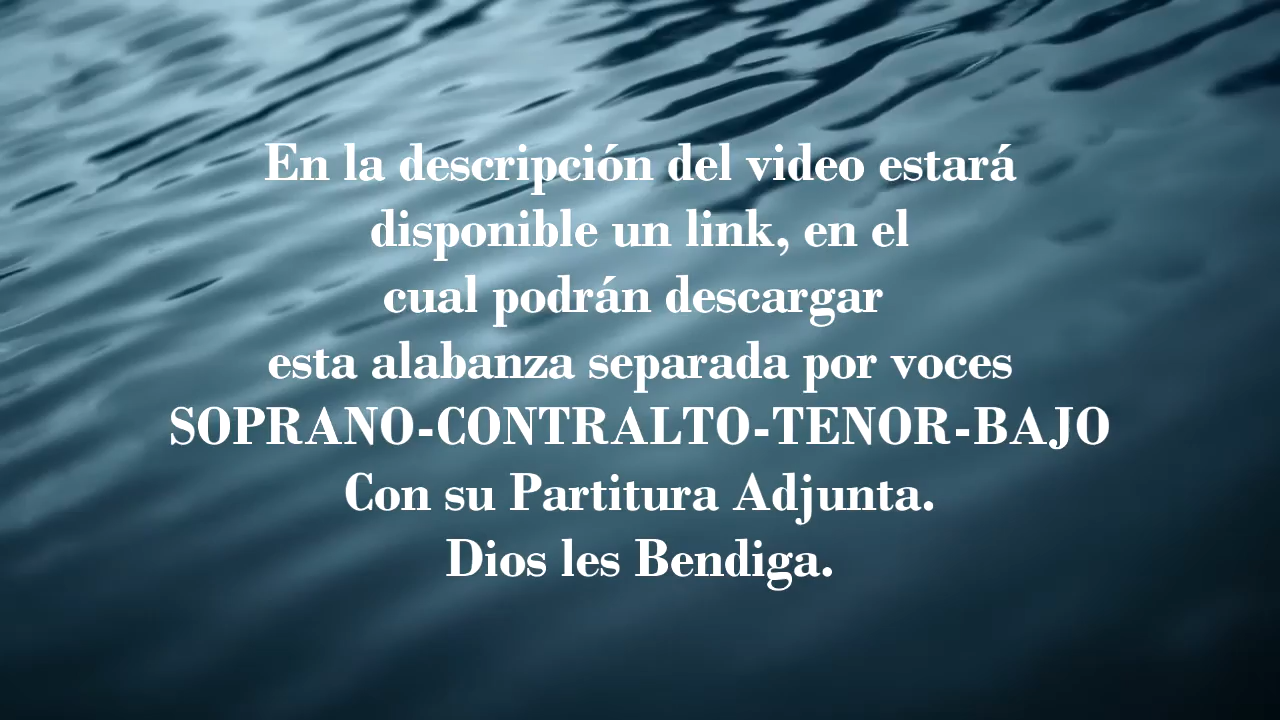 En la descripción del video estará
disponible un link, en el
cual podrán descargar
esta alabanza separada por voces
SOPRANO-CONTRALTO-TENOR-BAJO
Con su Partitura Adjunta.
Dios les Bendiga.